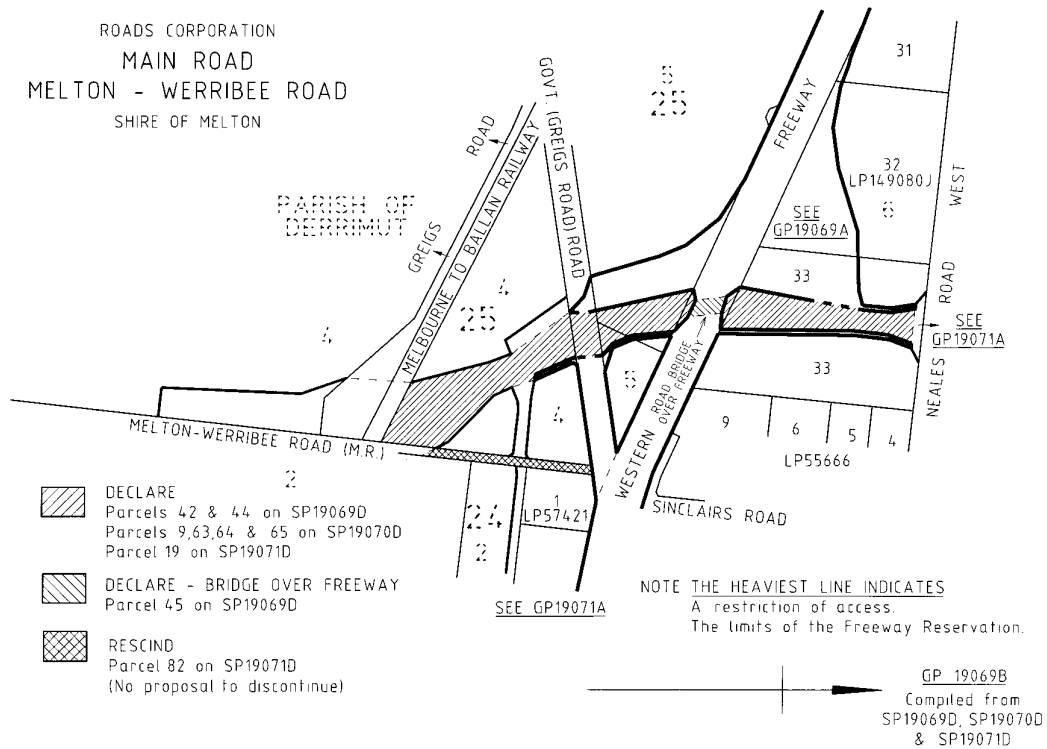 ROADS CORPORATION
MAIN ROAD
MELTON - WERRIBEE ROAD
SHIRE OF MELTON
PARISH OF
DERRIMUT
ROAD
GREIGS
MELBOURNE TO BALLAN RAILWAY
GOVT. (GREIGS ROAD) ROAD
5
25
FREEWAY
31
32
LP149080J
6
WEST
SEE
GP19069A
33
ROAD
SEE
GP19071A
NEALES
4
25
4
5
4
33
9
6
5
4
LP55666
WESTERN
ROAD BRIDGE
OVER FREEWAY
MELTON-WERRIBEE ROAD (M.R.)
2
24
2
1
LP57421
SINCLAIRS ROAD
SEE GP19071A
DECLARE
Parcels 42 & 44 on SP19069D
Parcels 9,63,64 & 65 on SP19070D
Parcel 19 on SP19071D
DECLARE - BRIDGE OVER FREEWAY
Parcel 45 on SP19069D
RESCIND
Parcel 82 on SP19071D
(No proposal to discontinue)
NOTE THE HEAVIEST LINE INDICATES
A restriction of access.
The limits of the Freeway Reservation.
GP 19069B
Compiled from
SP19069D, SP19070D
& SP19071D